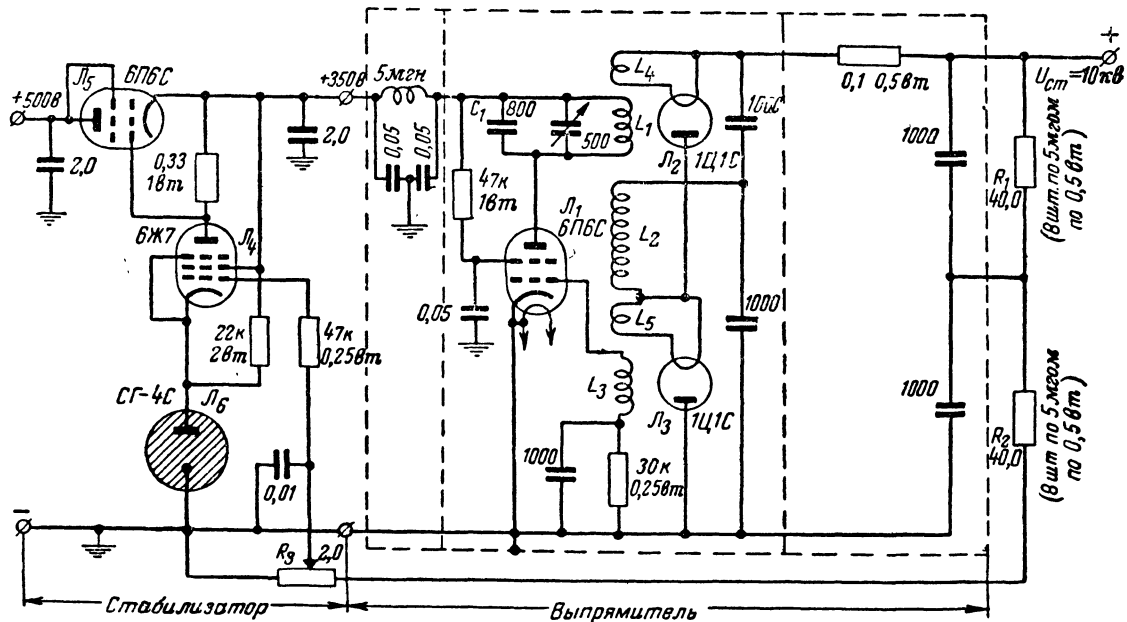 +500в
Л5
6П6С
2,0
0,33
1вт
6Ж7
Л4
22к
2вт
47к
0,25вт
СГ-4С
Л6
0,01
2,0
+350в
5мгн
0,05
0,05
47к
1вт
0,05
C1
800
500
L1
Л1
6П6С
L4
Л2
1Ц1С
L2
L5
L3
Л3
1Ц1С
1000
30к
0,25вт
1000
0,1 0,5вт
+
Uст=10кв
1000
R1
40,0
(8шт. по 5мгом
по 0,5 вт)
1000
R2
40,0
(8шт по 5мгом
по 0,5вт)
−
R3
2,0
Стабилизатор
Выпрямитель